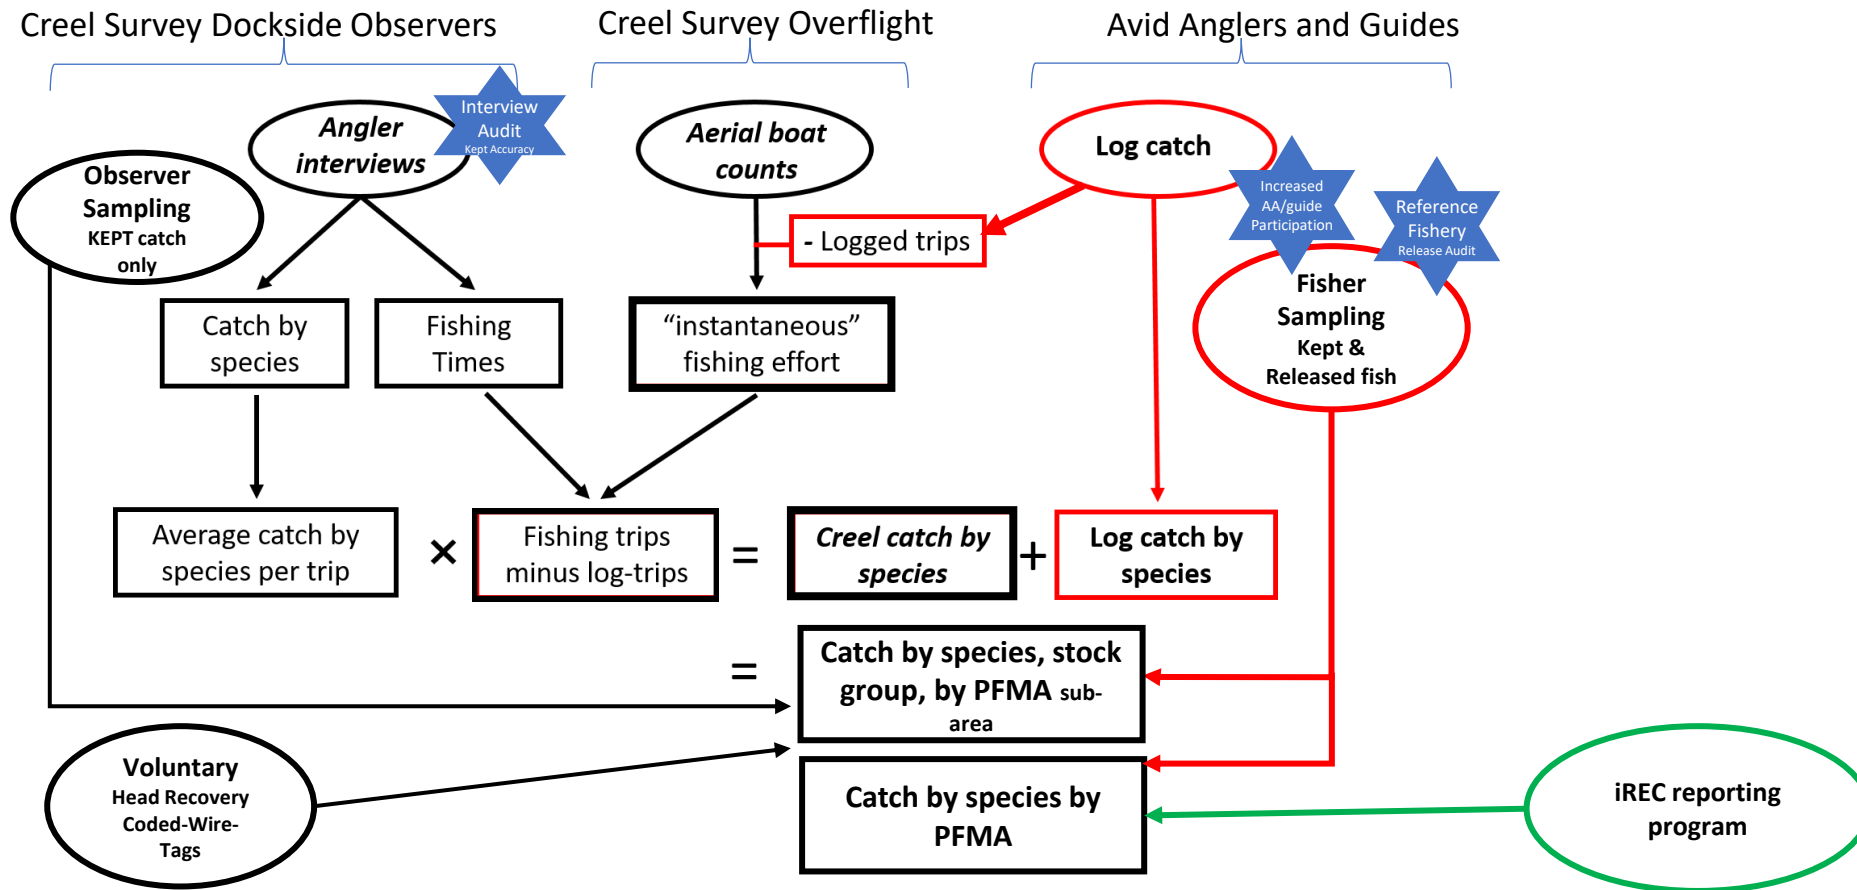 Creel Survey Dockside Observers
Creel Survey Overflight
Avid Anglers and Guides
Interview
Audit
Kept Accuracy
Angler
interviews
Aerial boat
counts
Log catch
Observer
Sampling
KEPT catch
only
Increased
AA/guide
Participation
Reference
Fishery
Release Audit
- Logged trips
Fisher
Sampling
Kept &
Released fish
Catch by
species
Fishing
Times
“instantaneous”
fishing effort
Average catch by
species per trip
×
Fishing trips
minus log-trips
=
Creel catch by
species
+
Log catch by
species
=
Catch by species, stock
group, by PFMA sub-
area
Voluntary
Head Recovery
Coded-Wire-
Tags
Catch by species by
PFMA
iREC reporting
program